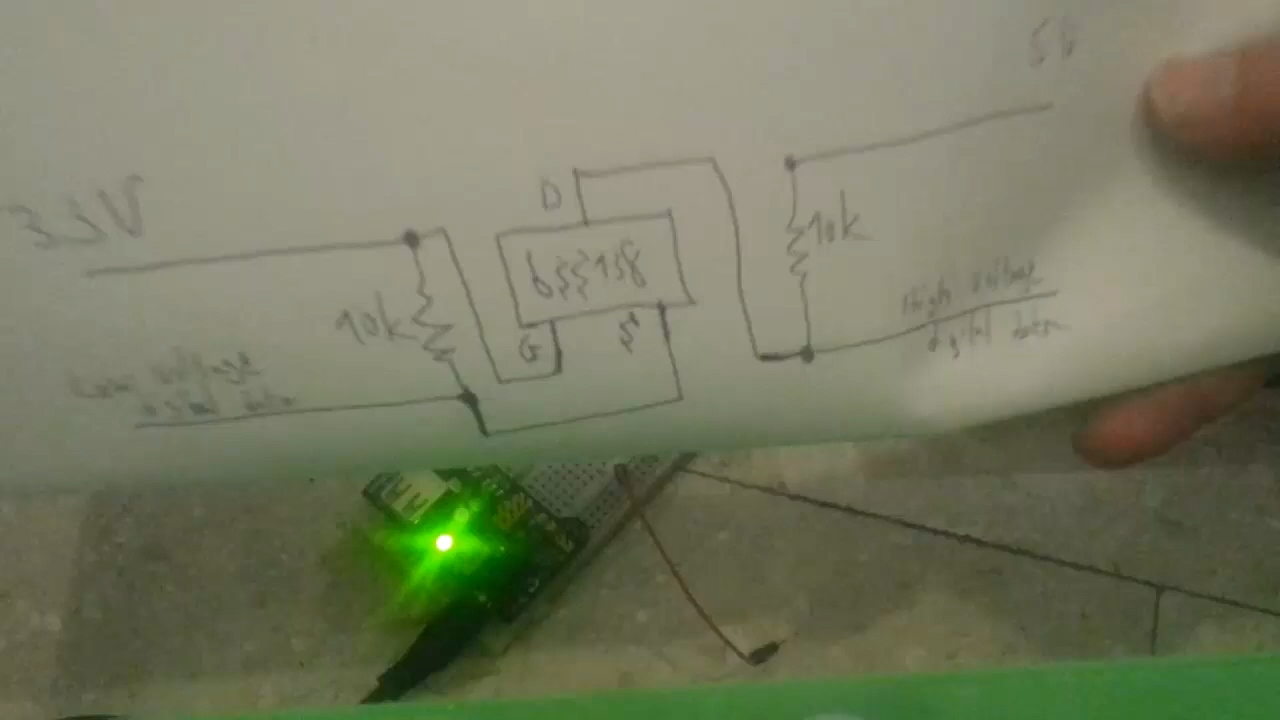 5V
3.3V
D
10k
BSS138
10k
G
S
High voltage
digital data
Low voltage
digital data